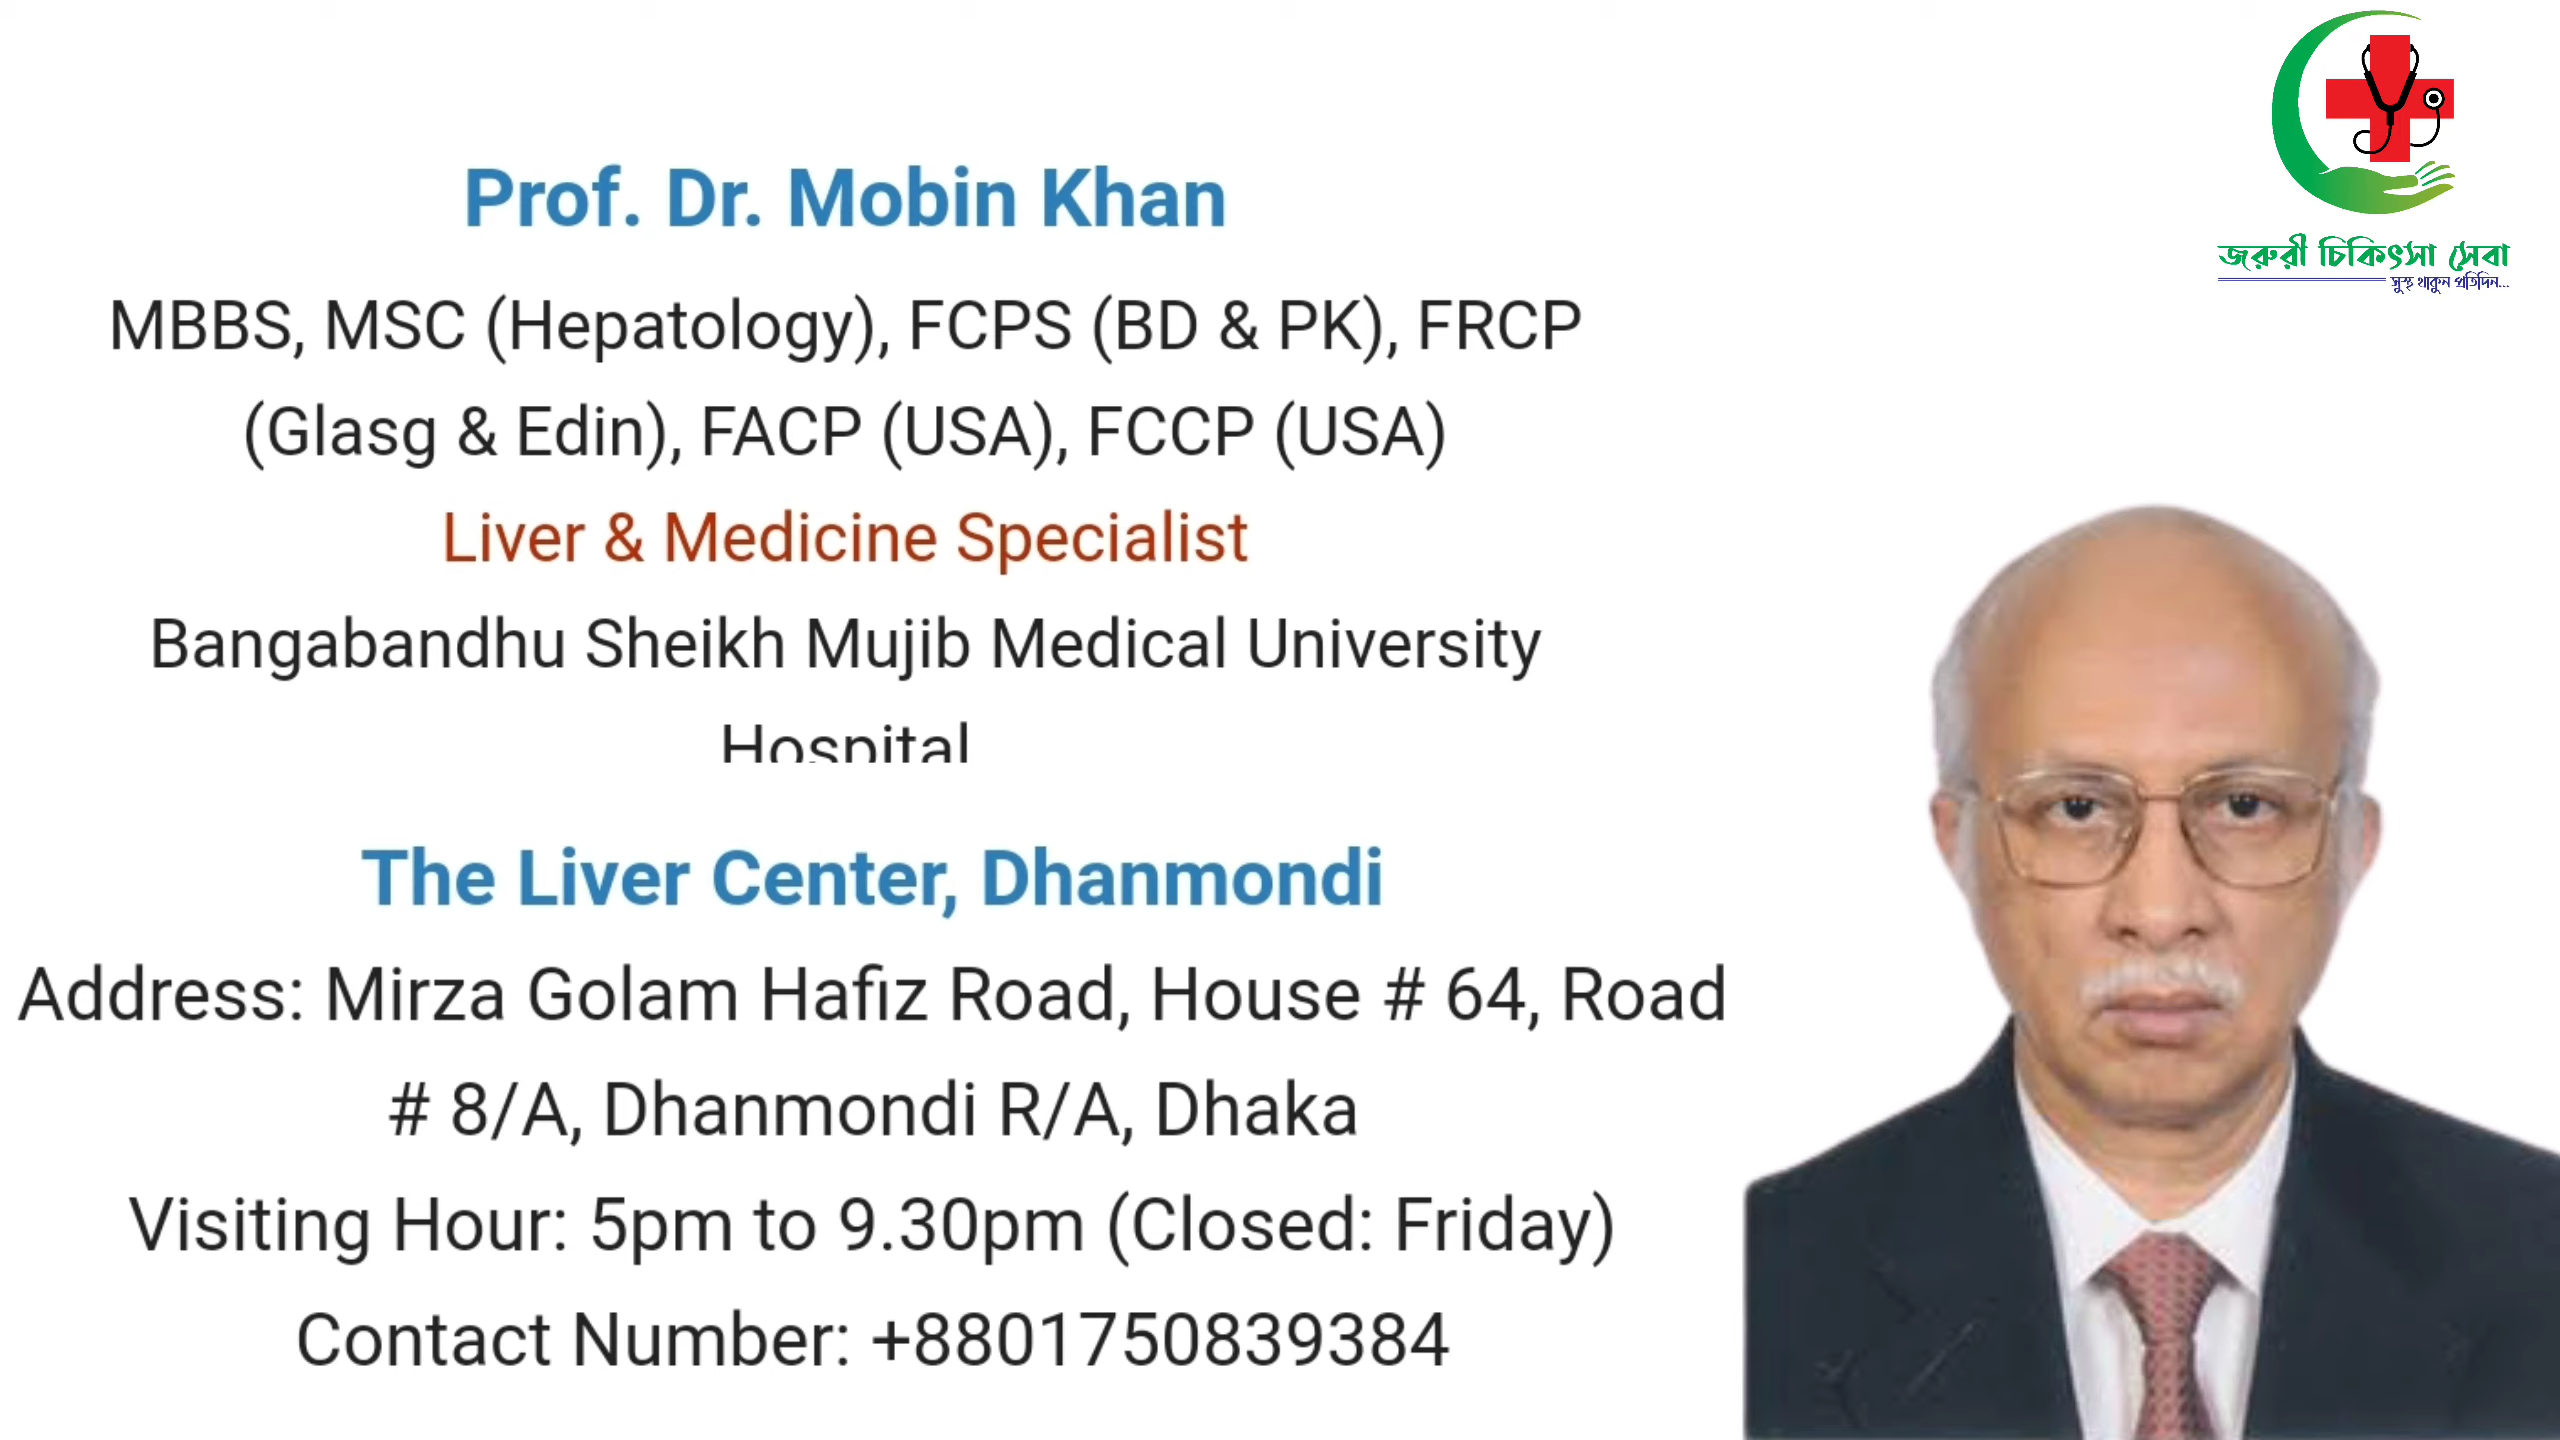 Prof. Dr. Mobin Khan
MBBS, MSC (Hepatology), FCPS (BD & PK), FRCP
(Glasg & Edin), FACP (USA), FCCP (USA)
Liver & Medicine Specialist
Bangabandhu Sheikh Mujib Medical University
Hospital
The Liver Center, Dhanmondi
Address: Mirza Golam Hafiz Road, House # 64, Road
# 8/A, Dhanmondi R/A, Dhaka
Visiting Hour: 5pm to 9.30pm (Closed: Friday)
Contact Number: +8801750839384
জরুরী চিকিৎসা সেবা
সুস্থ থাকুন প্রতিদিন...